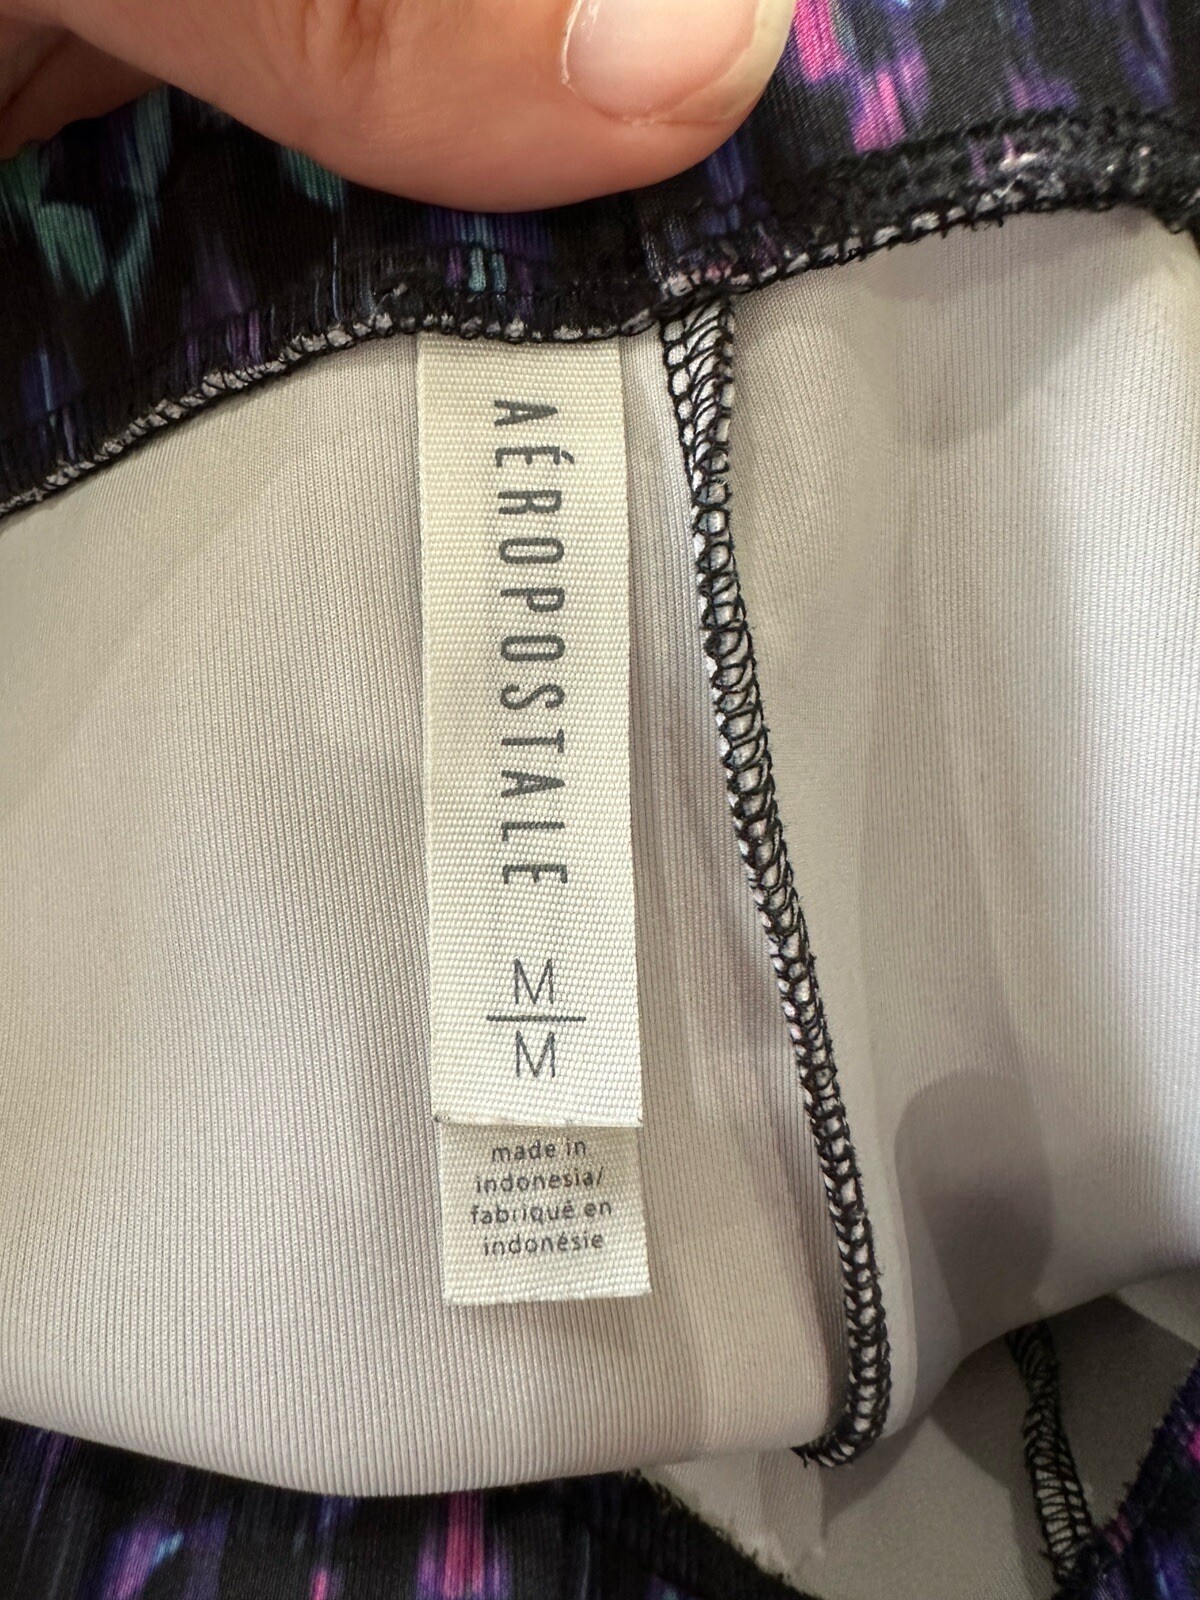 AÉROPOSTALE
M
M
made in
indonesia/
fabriqué en
indonésie